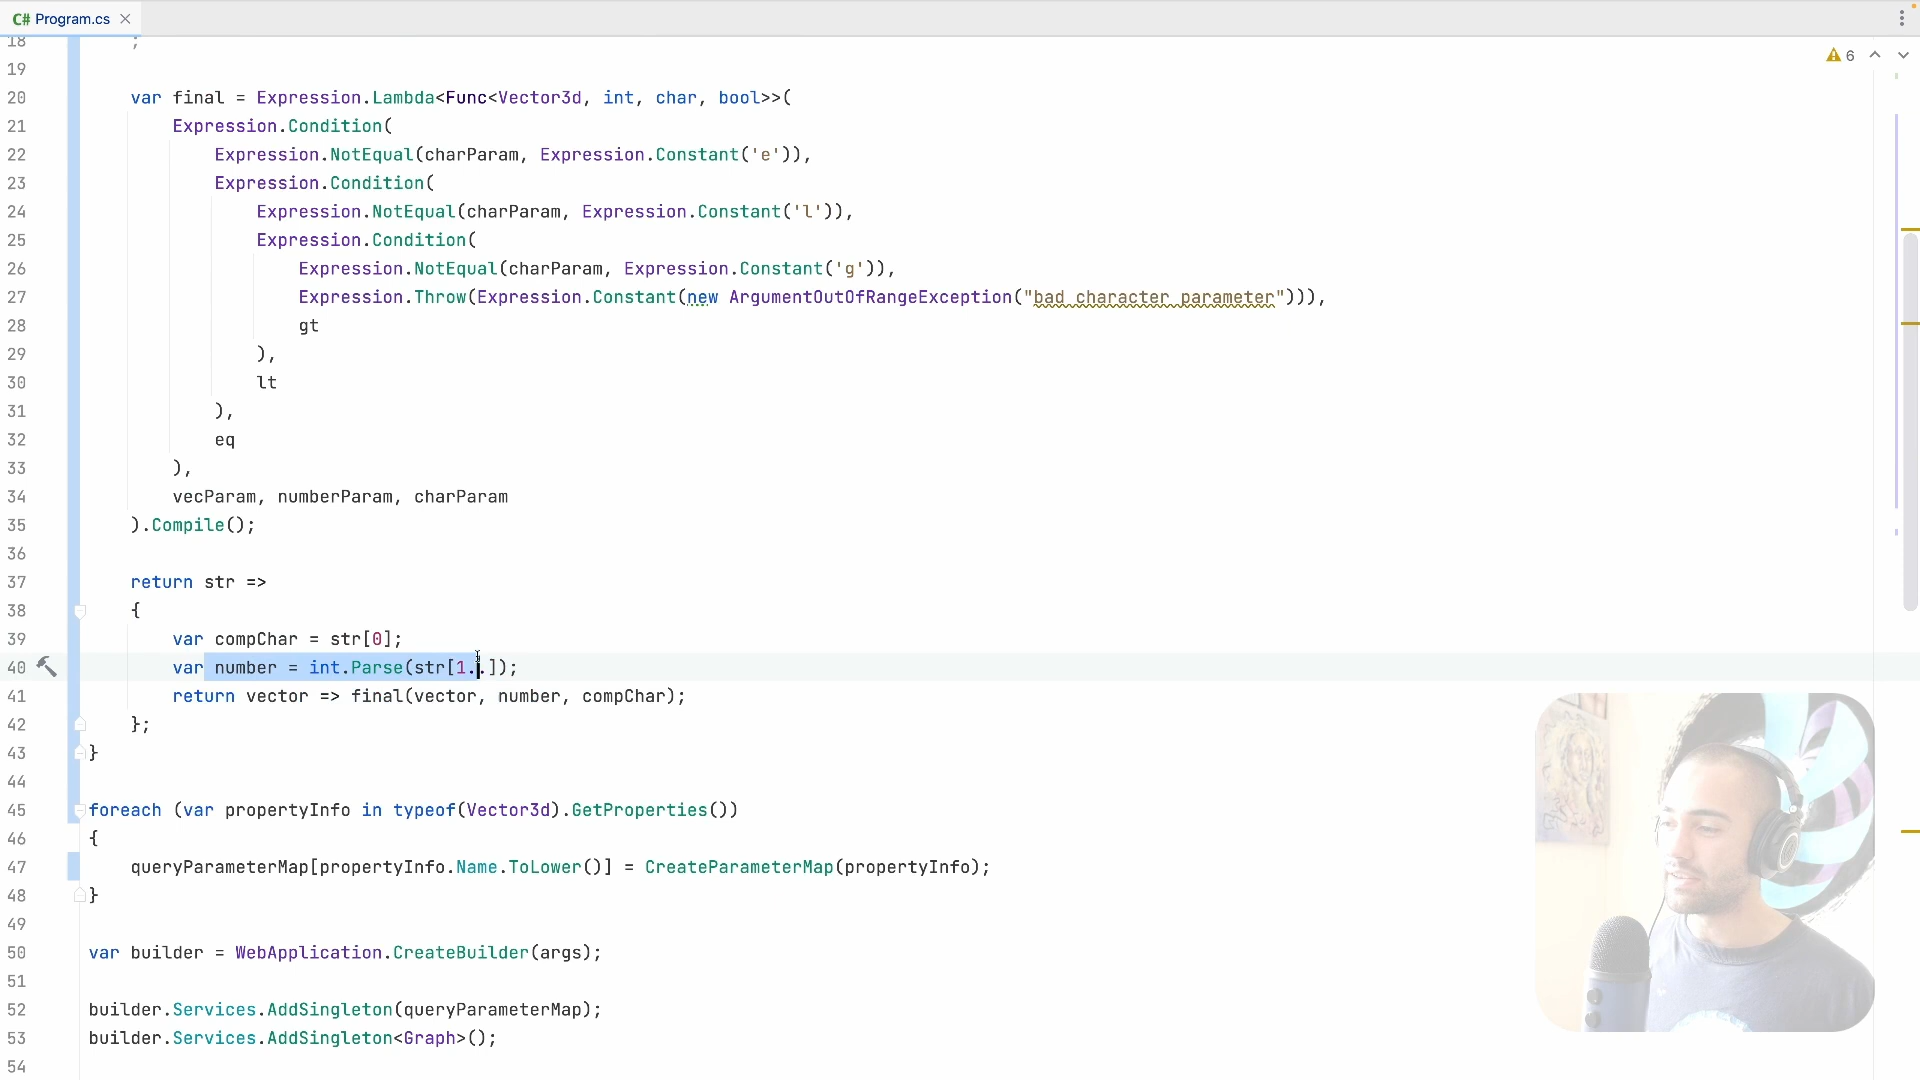 C# Program.cs
6
18 ;
19
20 var final = Expression.Lambda<Func<Vector3d, int, char, bool>>(
21 Expression.Condition(
22 Expression.NotEqual(charParam, Expression.Constant('e')),
23 Expression.Condition(
24 Expression.NotEqual(charParam, Expression.Constant('l')),
25 Expression.Condition(
26 Expression.NotEqual(charParam, Expression.Constant('g')),
27 Expression.Throw(Expression.Constant(new ArgumentOutOfRangeException("bad character parameter"))),
28 gt
29 ),
30 lt
31 ),
32 eq
33 ),
34 vecParam, numberParam, charParam
35 ).Compile();
36
37 return str =>
38 {
39 var compChar = str[0];
40 var number = int.Parse(str[1..]);
41 return vector => final(vector, number, compChar);
42 };
43 }
44
45 foreach (var propertyInfo in typeof(Vector3d).GetProperties())
46 {
47 queryParameterMap[propertyInfo.Name.ToLower()] = CreateParameterMap(propertyInfo);
48 }
49
50 var builder = WebApplication.CreateBuilder(args);
51
52 builder.Services.AddSingleton(queryParameterMap);
53 builder.Services.AddSingleton<Graph>();
54